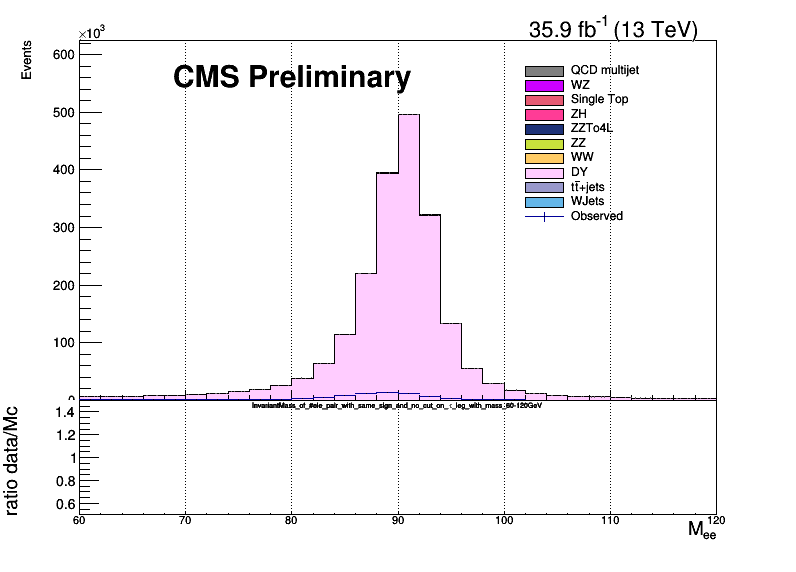 35.9 fb⁻¹ (13 TeV)
×10³
Events
CMS Preliminary
600
500
400
300
200
100
0
QCD multijet
WZ
Single Top
ZH
ZZTo4L
ZZ
WW
DY
tt̄+jets
WJets
Observed
ratio data/Mc
1.4
1.2
1
0.8
0.6
60 70 80 90 100 110 120
M_ee